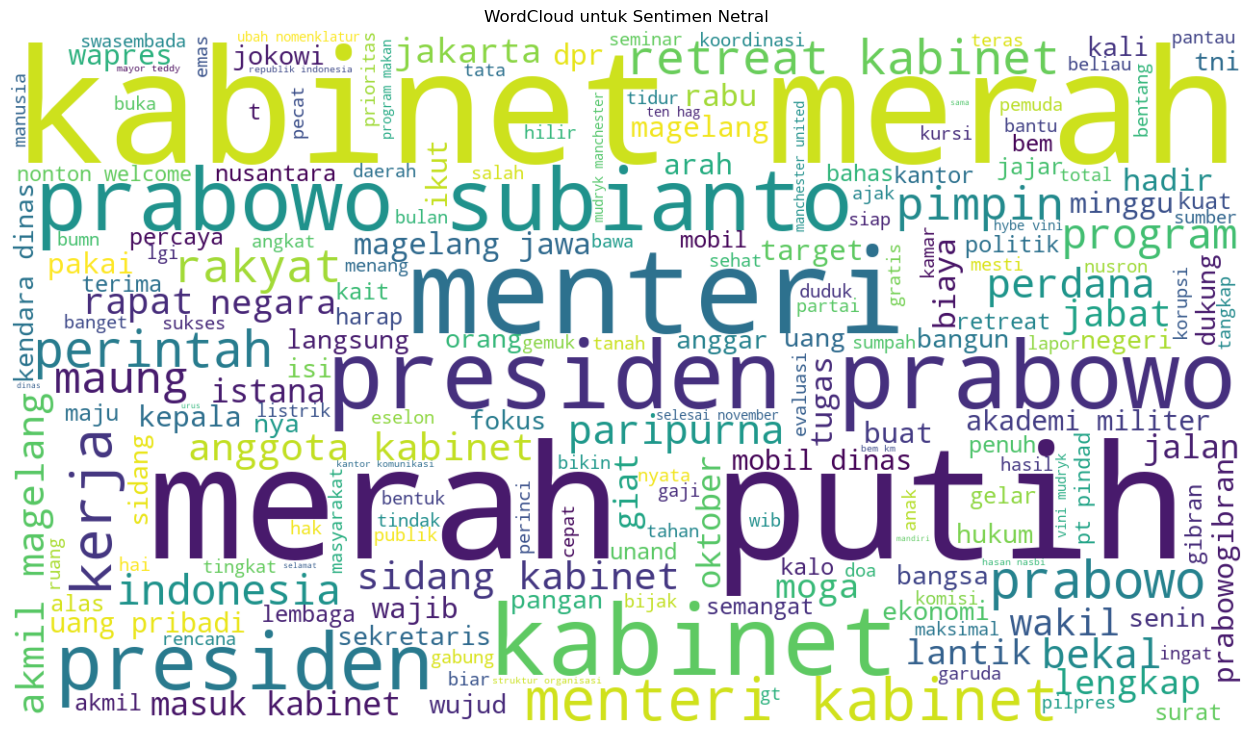 WordCloud untuk Sentimen Netral
kabinet merah
merah putih
prabowo subianto
menteri
presiden prabowo
kabinet
presiden
retreat kabinet
menteri kabinet
swasembada
ubah nomenklatur
wapres
mayor teddy
emas
jokowi
republik indonesia
prioritas
program makan
jakarta
tata
dpr
seminar
koordinasi
teras
kali
beliau
pantau
tni
manusia
buka
t
pecat
hilir
tidur
rabu
ten hag
magelang
mudryk manchester
manchester united
sama
kursi
pemuda
bantu
bem
bentang
nonton welcome
nusantara
daerah
ikut
salah
arah
bahas
ajak
kantor
jajar
total
hadir
siap
pimpin
minggu
kuat
sumber
bulan
kendara dinas
bumn
percaya
lgi
angkat
magelang jawa
bawa
mobil
target
sehat
gratis
kamar
biaya
hybe vini
politik
mesti
nusron
program
pakai
terima
rakyat
menang
duduk
partai
perdana
korupsi
dukung
tangkap
rapat negara
kait
harap
retreat
jabat
banget
sukses
langsung
orang
gemuk
tanah
anggar
uang
sumpah
bangun
lapor
negeri
perintah
isi
dinas
maung
istana
evaluasi
tugas
urus
maju
kepala
listrik
nya
eselon
fokus
selesai november
akademi militer
magelang
kerja
sidang
anggota kabinet
paripurna
buat
penuh
jalan
kantor komunikasi
bikin
giat
nyata
mobil dinas
bem km
hasil
bentuk
gaji
gelar
vini mudryk
pt pindad
gibran
prabowogibran
masyarakat
tindak
perinci
cepat
tahan
oktober
wib
anak
hak
publik
hukum
mandiri
ruang
hai
tingkat
selamat
unand
kalo
doa
hasan nasbi
indonesia
sidang kabinet
moga
bangsa
prabowo
akmil
alas
uang pribadi
lembaga
wajib
pangan
bijak
semangat
komisi
ekonomi
wakil
senin
rencana
sekretaris
maksimal
gabung
lantik
bekal
ingat
biar
struktur organisasi
garuda
lengkap
akmil
masuk kabinet
wujud
gt
pilpres
surat